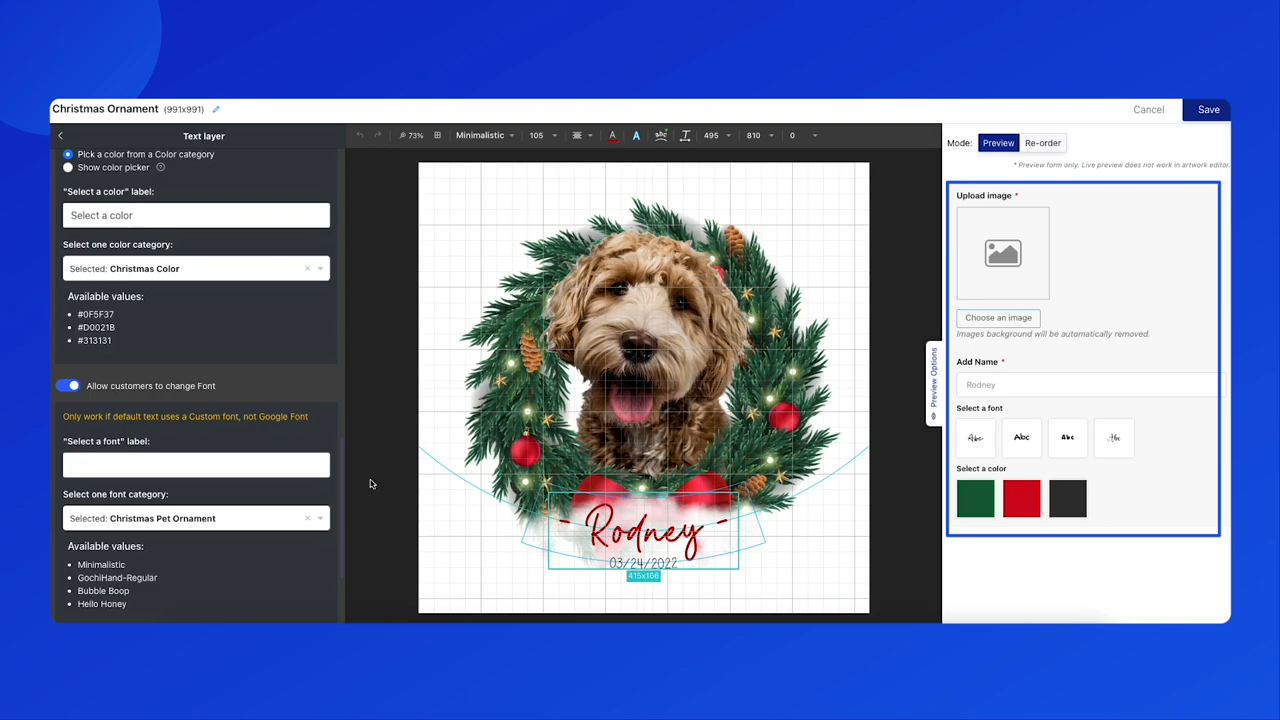 Christmas Ornament (991x991)
Cancel
Save
Text layer
73%
Minimalistic
105
A
A
abc
T
495
810
0
Pick a color from a Color category
Show color picker
"Select a color" label:
Select a color
Select one color category:
Selected: Christmas Color
Available values:
#0F5F37
#D0021B
#313131
Allow customers to change Font
Only work if default text uses a Custom font, not Google Font
"Select a font" label:
Select one font category:
Selected: Christmas Pet Ornament
Available values:
Minimalistic
GochiHand-Regular
Bubble Boop
Hello Honey
- Rodney -
03/24/2022
415x166
Preview Options
Mode: Preview Re-order
* Preview form only. Live preview does not work in artwork editor.
Upload image *
Choose an image
Images background will be automatically removed.
Add Name *
Rodney
Select a font
Abc Abc Abc Abc
Select a color